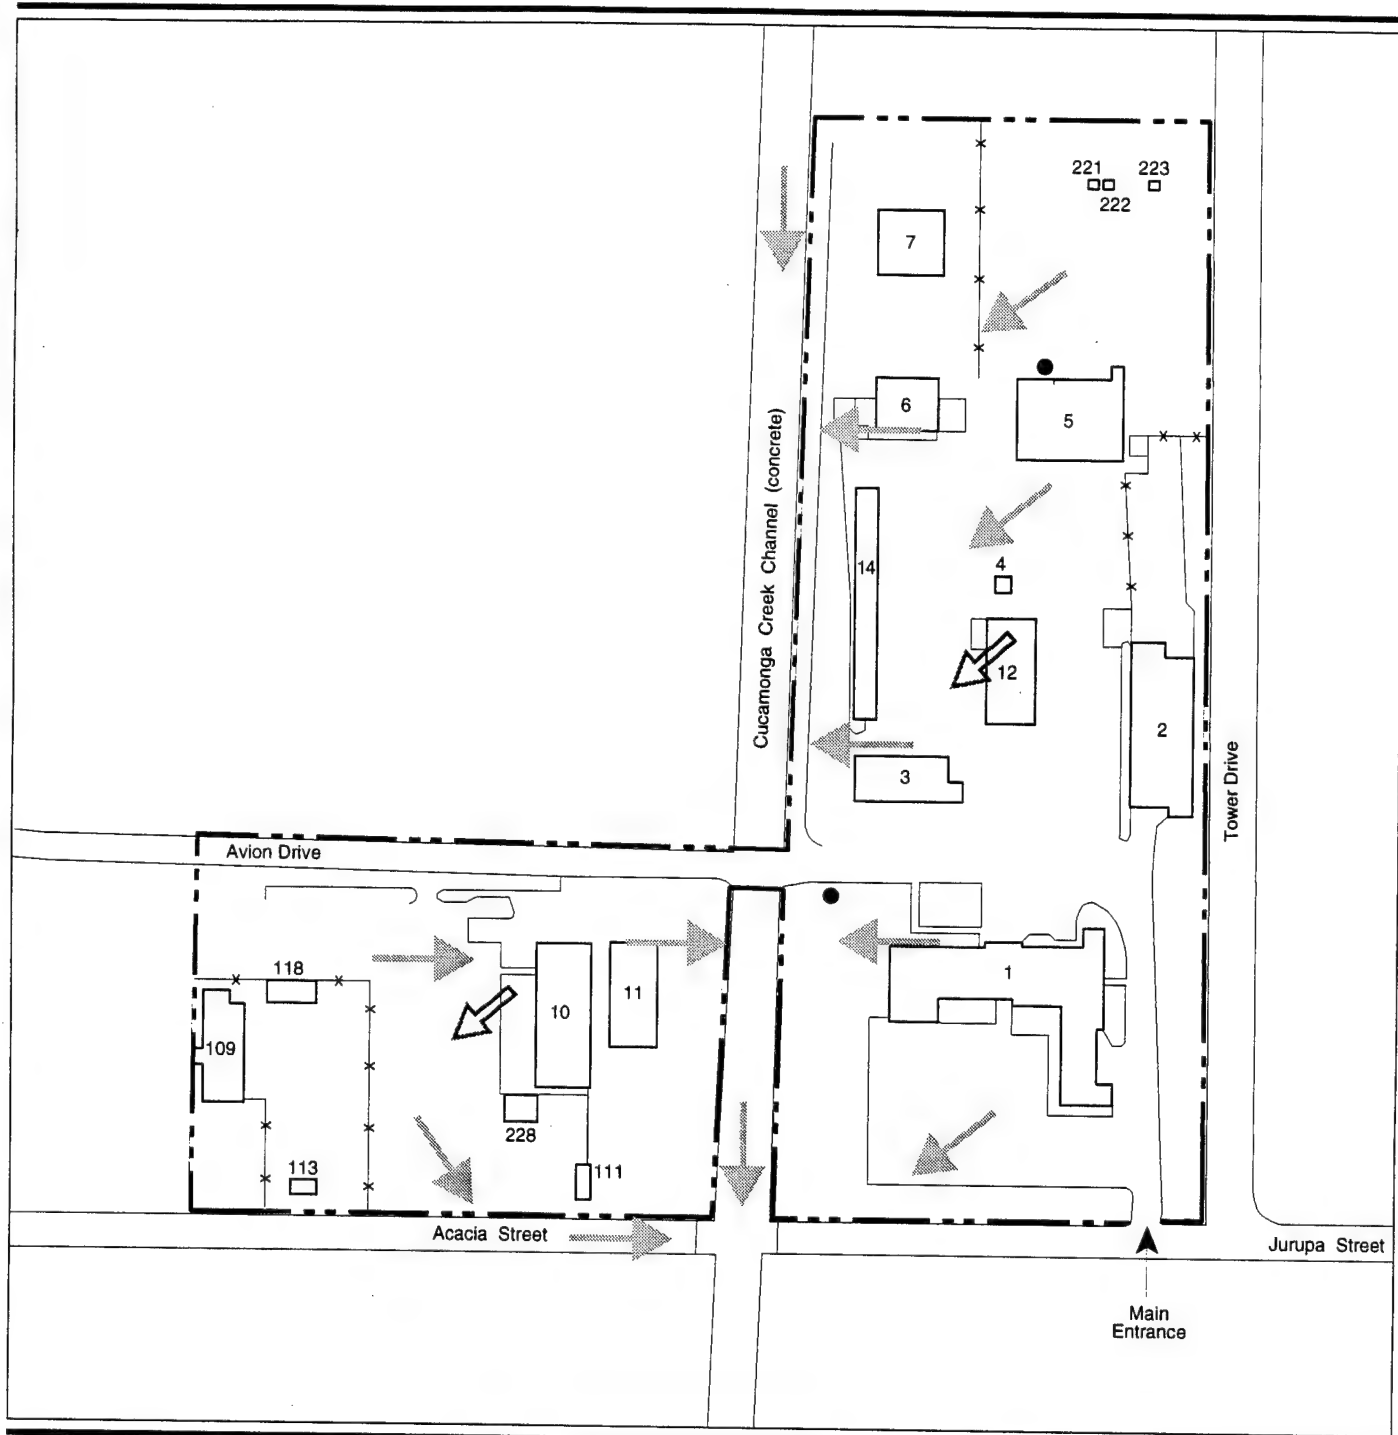 221
223
222
7
6
5
Cucamonga Creek Channel (concrete)
14
4
12
2
3
Tower Drive
Avion Drive
118
10
11
1
109
228
113
111
Acacia Street
Jurupa Street
Main
Entrance